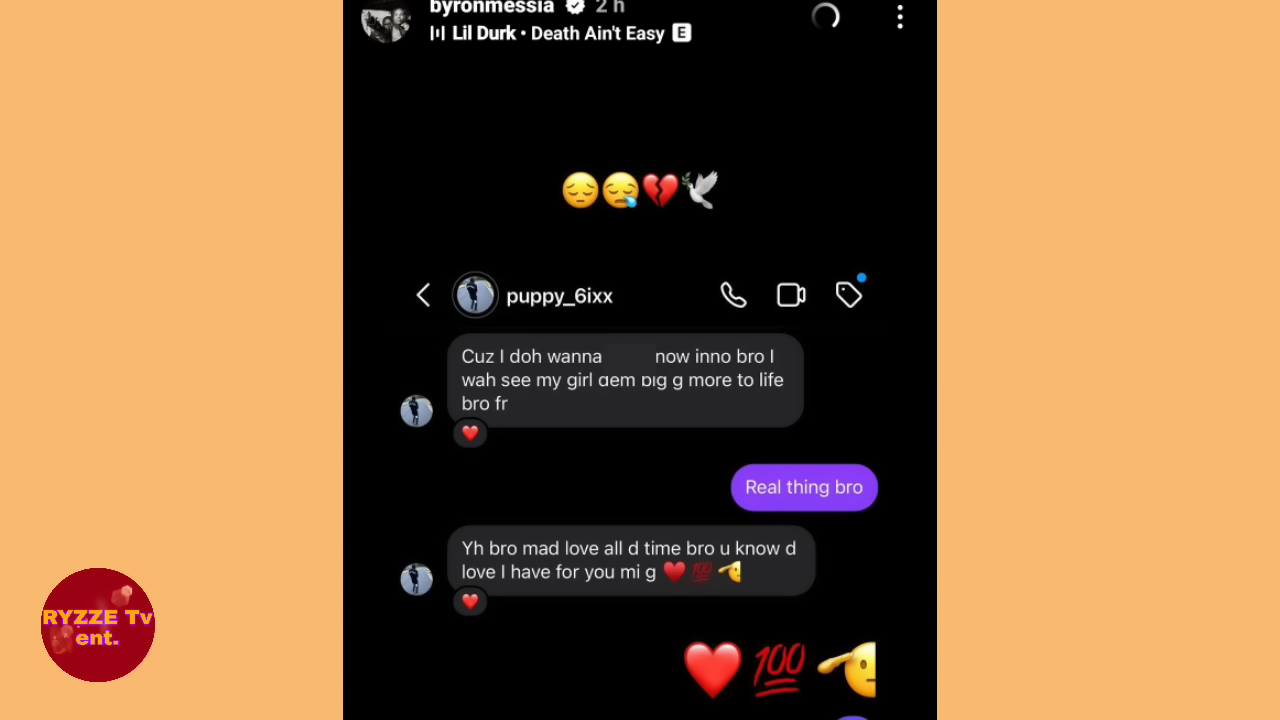 byronmessia 2 h
Lil Durk • Death Ain't Easy E
😔😪💔🕊️
puppy_6ixx
Cuz I doh wanna now inno bro I
wah see my girl dem big g more to life
bro fr
❤️
Real thing bro
Yh bro mad love all d time bro u know d
love I have for you mi g ❤️💯🫡
❤️
❤️💯🫡
RYZZE Tv
ent.